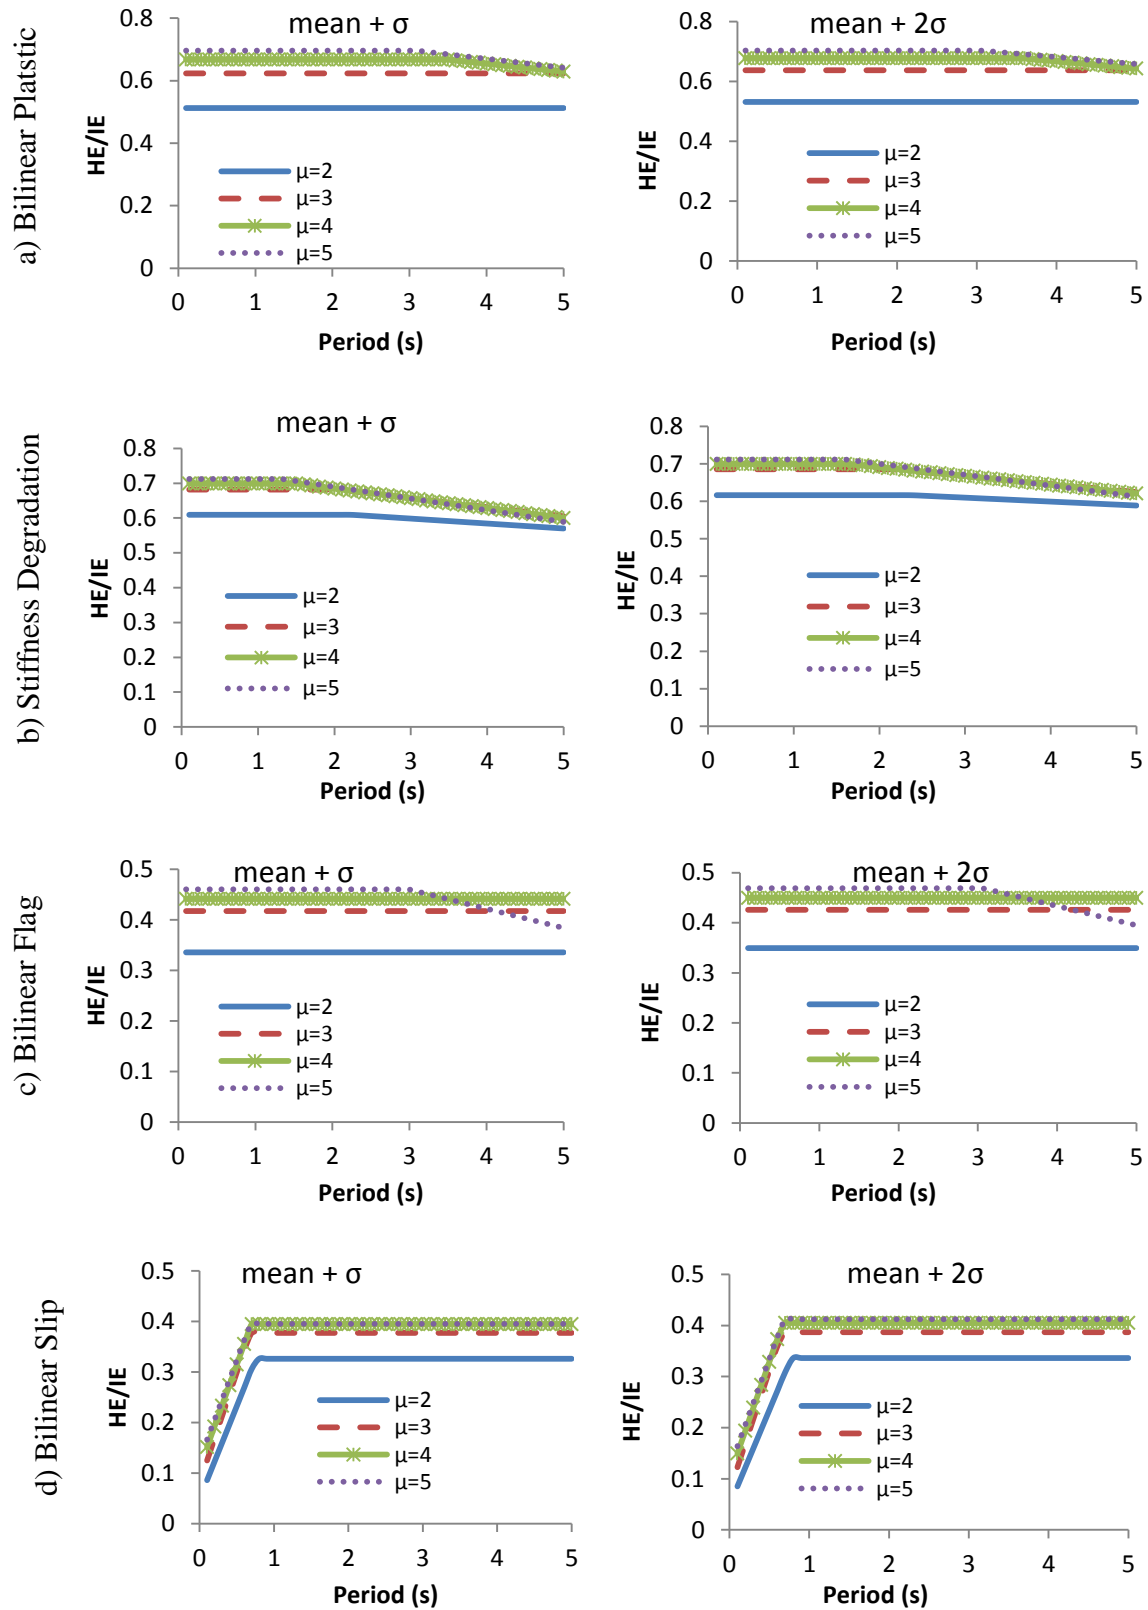 a) Bilinear Platstic
mean + σ
HE/IE
0.8
0.6
0.4
0.2
0
μ=2
μ=3
μ=4
μ=5
0 1 2 3 4 5
Period (s)
mean + 2σ
HE/IE
0.8
0.6
0.4
0.2
0
μ=2
μ=3
μ=4
μ=5
0 1 2 3 4 5
Period (s)
b) Stiffness Degradation
mean + σ
HE/IE
0.8
0.7
0.6
0.5
0.4
0.3
0.2
0.1
0
μ=2
μ=3
μ=4
μ=5
0 1 2 3 4 5
Period (s)
HE/IE
0.8
0.7
0.6
0.5
0.4
0.3
0.2
0.1
0
μ=2
μ=3
μ=4
μ=5
0 1 2 3 4 5
Period (s)
c) Bilinear Flag
mean + σ
HE/IE
0.5
0.4
0.3
0.2
0.1
0
μ=2
μ=3
μ=4
μ=5
0 1 2 3 4 5
Period (s)
mean + 2σ
HE/IE
0.5
0.4
0.3
0.2
0.1
0
μ=2
μ=3
μ=4
μ=5
0 1 2 3 4 5
Period (s)
d) Bilinear Slip
mean + σ
HE/IE
0.5
0.4
0.3
0.2
0.1
0
μ=2
μ=3
μ=4
μ=5
0 1 2 3 4 5
Period (s)
mean + 2σ
HE/IE
0.5
0.4
0.3
0.2
0.1
0
μ=2
μ=3
μ=4
μ=5
0 1 2 3 4 5
Period (s)